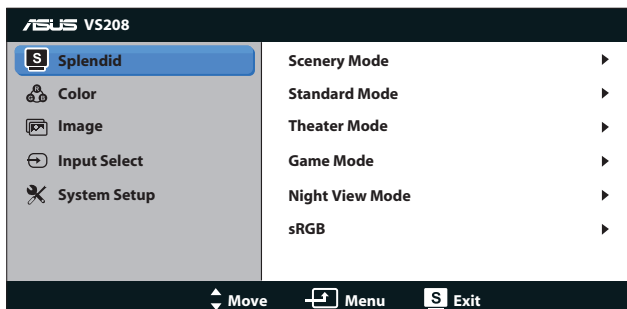 ASUS VS208
S Splendid
Color
Image
Input Select
System Setup
Scenery Mode
Standard Mode
Theater Mode
Game Mode
Night View Mode
sRGB
Move Menu S Exit